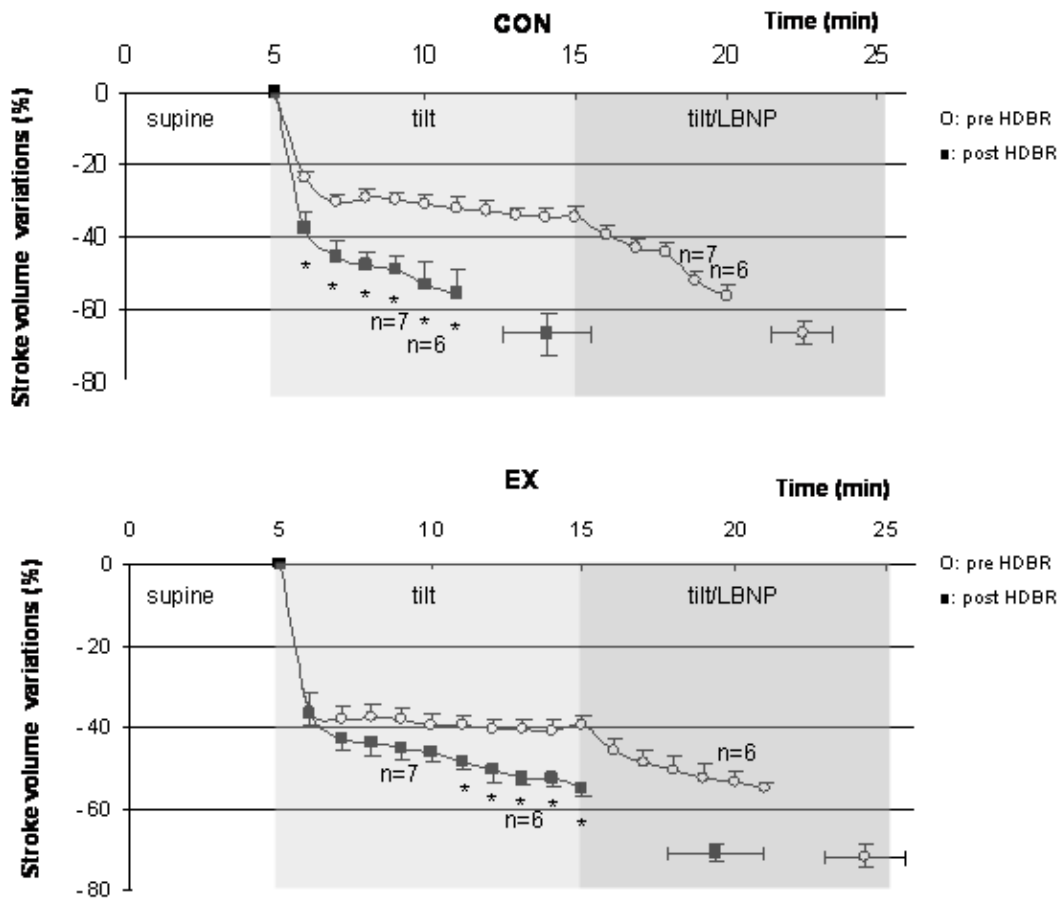 CON
Time (min)
0 5 10 15 20 25
Stroke volume variations (%)
0
-20
-40
-60
-80
supine
tilt
tilt/LBNP
O: pre HDBR
■: post HDBR
n=7
n=6
* * * * * *
n=7
n=6
EX
Time (min)
0 5 10 15 20 25
Stroke volume variations (%)
0
-20
-40
-60
-80
supine
tilt
tilt/LBNP
O: pre HDBR
■: post HDBR
n=6
n=7
* * * * *
n=6